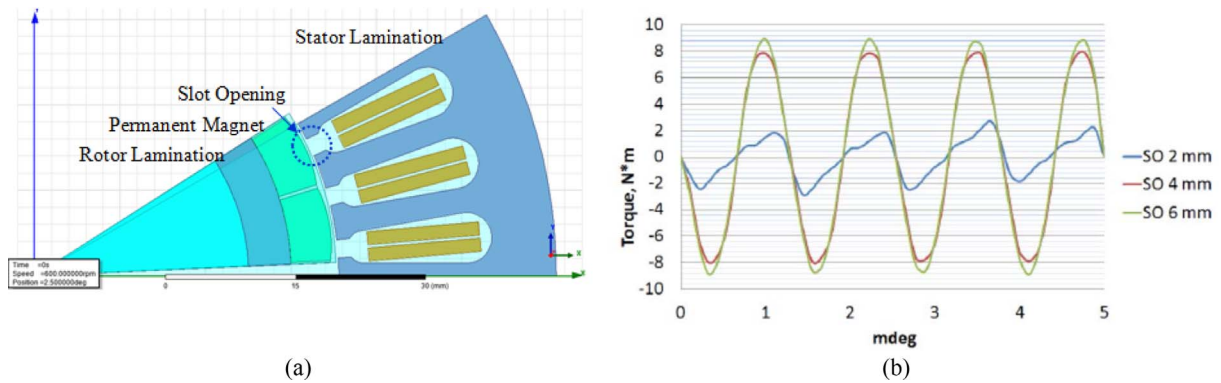 Stator Lamination
Slot Opening
Permanent Magnet
Rotor Lamination
Y
Time =0s
Speed =600.000000rpm
Position =2.500000deg
0 15 30 (mm)
Y
X
X
(a)
10
8
6
4
2
0
-2
-4
-6
-8
-10
Torque, N*m
0 1 2 3 4 5
mdeg
SO 2 mm
SO 4 mm
SO 6 mm
(b)